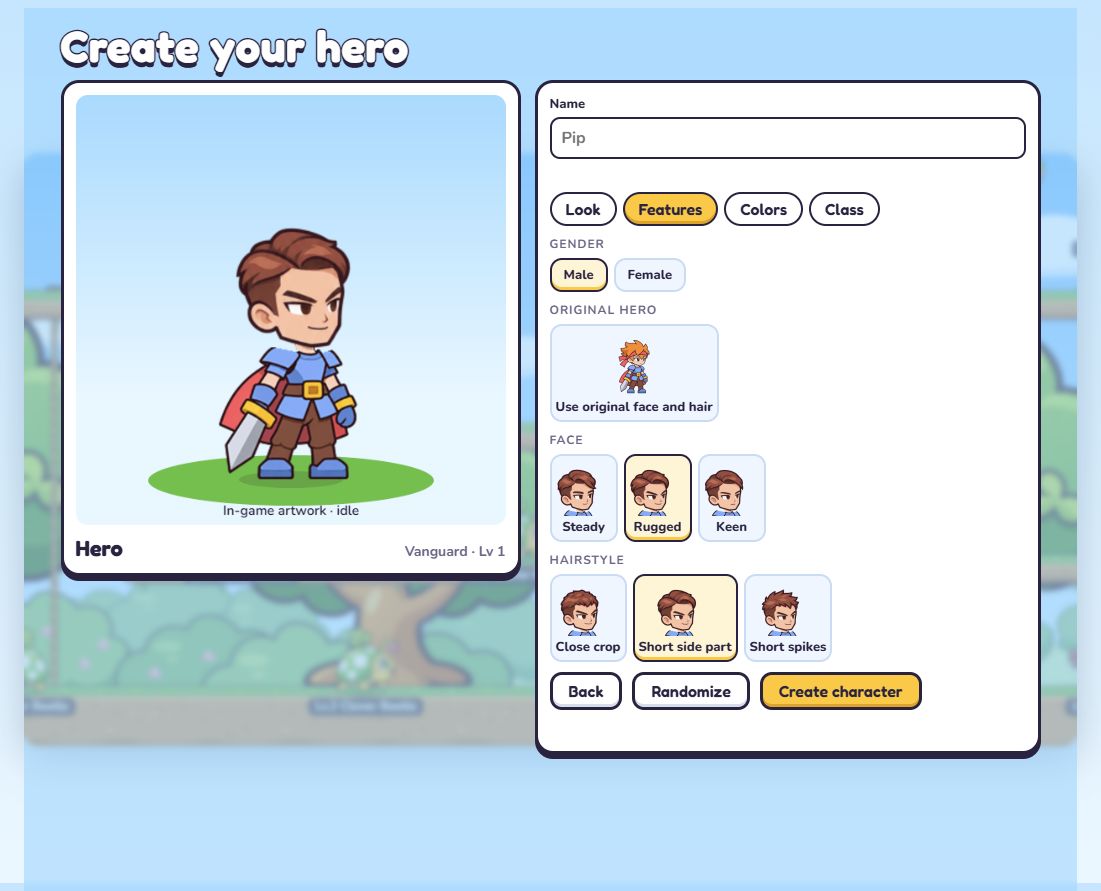 Create your hero
In-game artwork · idle
Hero
Vanguard · Lv 1
Name
Pip
Look
Features
Colors
Class
GENDER
Male
Female
ORIGINAL HERO
Use original face and hair
FACE
Steady
Rugged
Keen
HAIRSTYLE
Close crop
Short side part
Short spikes
Back
Randomize
Create character